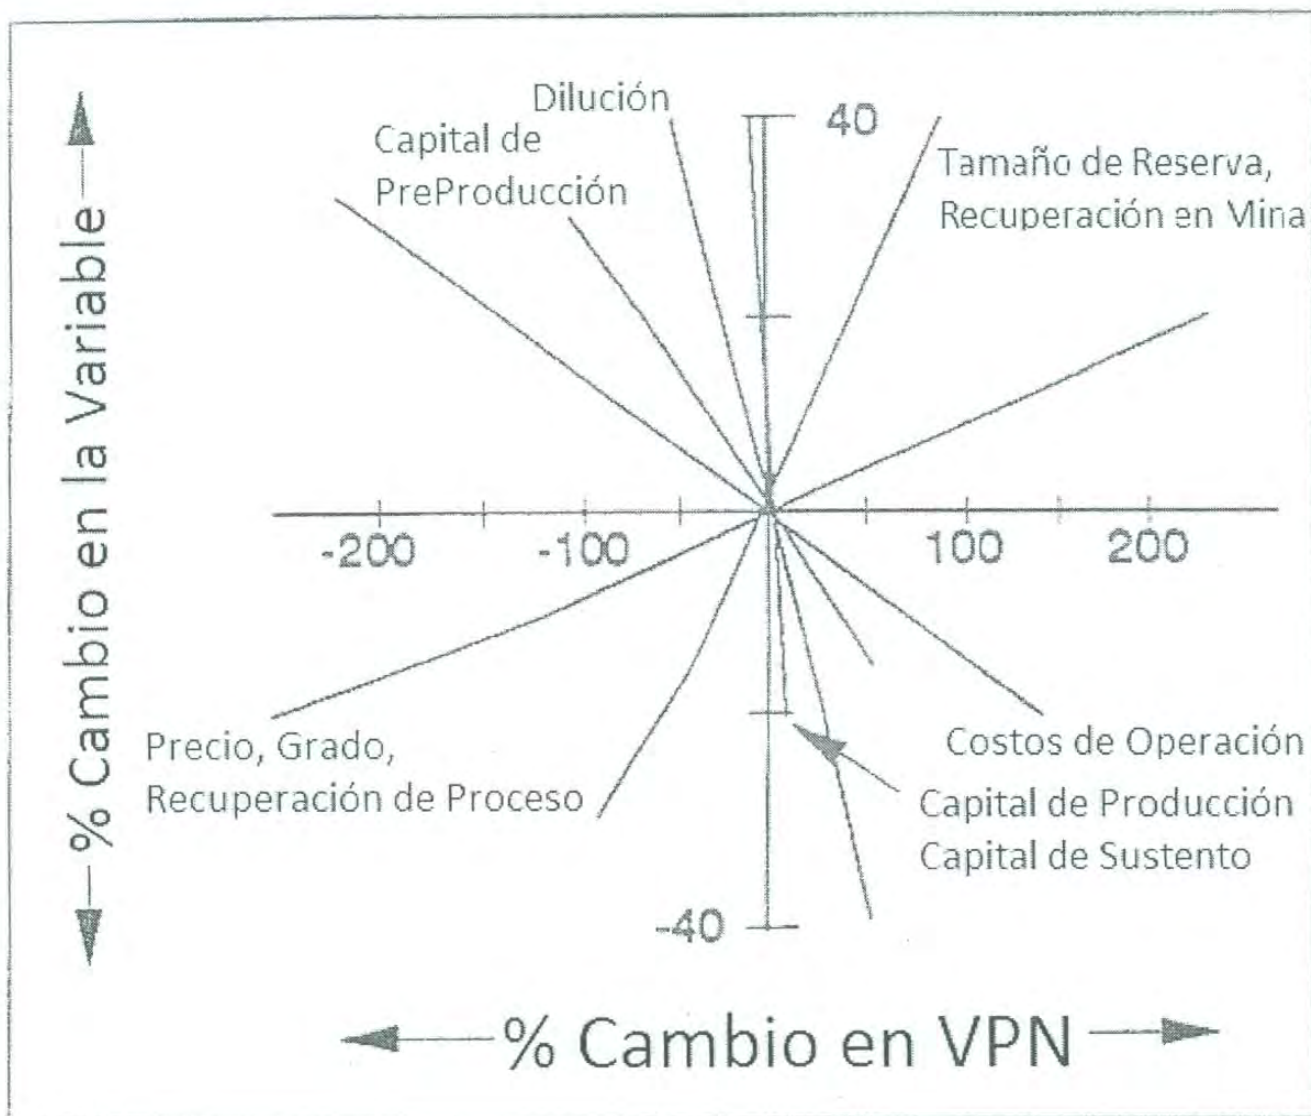 Dilución
40
Capital de
PreProducción
Tamaño de Reserva,
Recuperación en Mina
% Cambio en la Variable
-200
-100
100
200
Precio, Grado,
Recuperación de Proceso
Costos de Operación
Capital de Producción
Capital de Sustento
-40
% Cambio en VPN